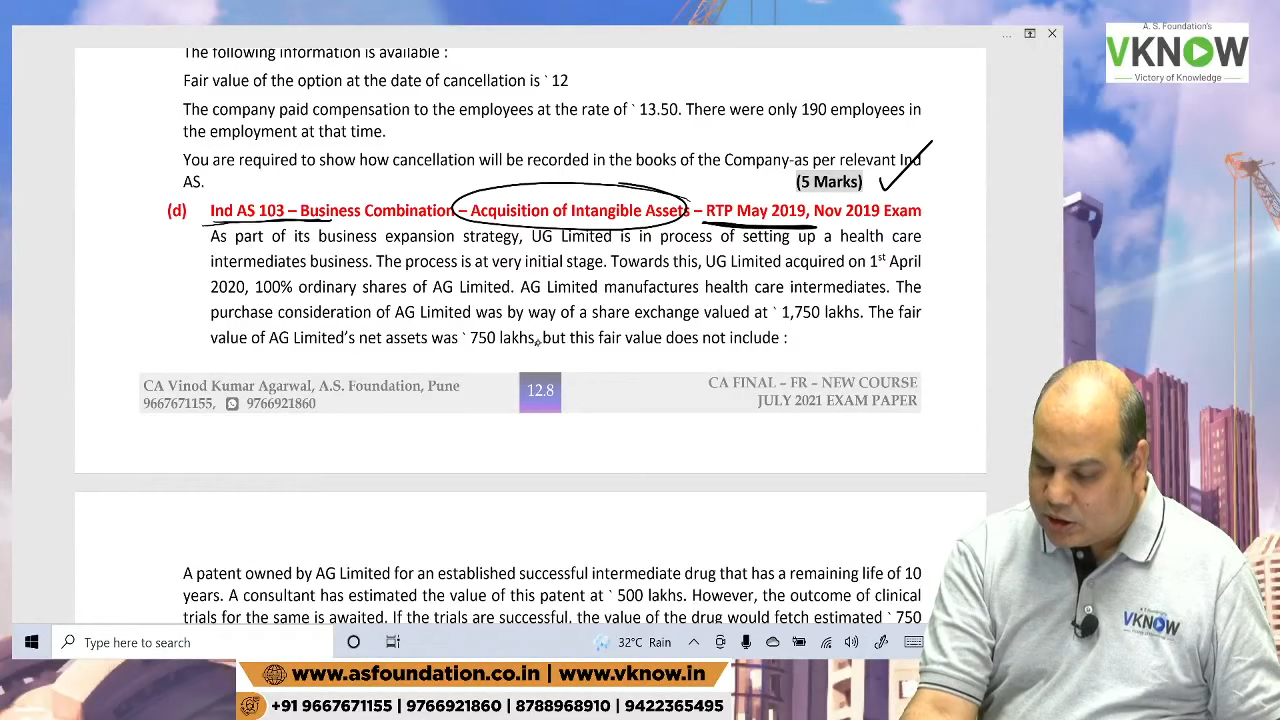 A. S. Foundation's
VKNOW
Victory of Knowledge
The following information is available :
Fair value of the option at the date of cancellation is ` 12
The company paid compensation to the employees at the rate of ` 13.50. There were only 190 employees in
the employment at that time.
You are required to show how cancellation will be recorded in the books of the Company-as per relevant Ind
AS. (5 Marks)
(d) Ind AS 103 – Business Combination – Acquisition of Intangible Assets – RTP May 2019, Nov 2019 Exam
As part of its business expansion strategy, UG Limited is in process of setting up a health care
intermediates business. The process is at very initial stage. Towards this, UG Limited acquired on 1st April
2020, 100% ordinary shares of AG Limited. AG Limited manufactures health care intermediates. The
purchase consideration of AG Limited was by way of a share exchange valued at ` 1,750 lakhs. The fair
value of AG Limited's net assets was ` 750 lakhs, but this fair value does not include :
CA Vinod Kumar Agarwal, A.S. Foundation, Pune
9667671155, 9766921860
12.8
CA FINAL – FR – NEW COURSE
JULY 2021 EXAM PAPER
A patent owned by AG Limited for an established successful intermediate drug that has a remaining life of 10
years. A consultant has estimated the value of this patent at ` 500 lakhs. However, the outcome of clinical
trials for the same is awaited. If the trials are successful, the value of the drug would fetch estimated ` 750
Type here to search
32°C Rain
VKNOW
www.asfoundation.co.in | www.vknow.in
+91 9667671155 | 9766921860 | 8788968910 | 9422365495